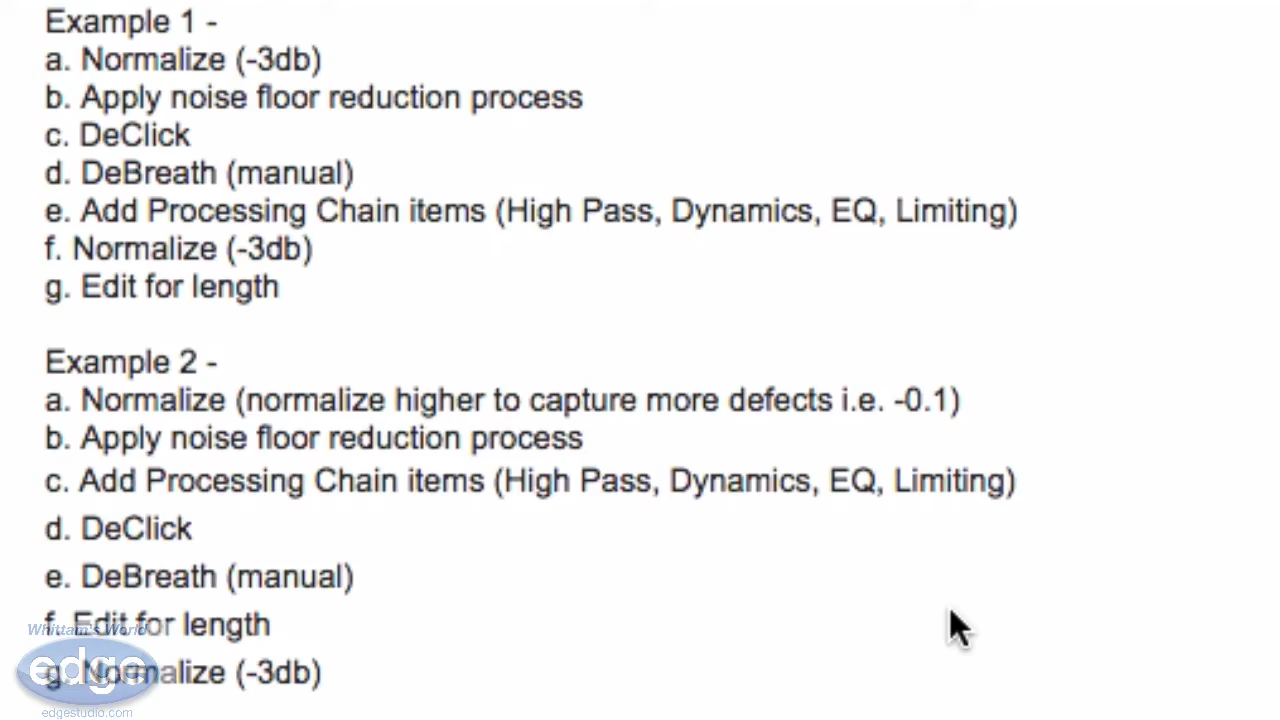 Example 1 -
a. Normalize (-3db)
b. Apply noise floor reduction process
c. DeClick
d. DeBreath (manual)
e. Add Processing Chain items (High Pass, Dynamics, EQ, Limiting)
f. Normalize (-3db)
g. Edit for length
Example 2 -
a. Normalize (normalize higher to capture more defects i.e. -0.1)
b. Apply noise floor reduction process
c. Add Processing Chain items (High Pass, Dynamics, EQ, Limiting)
d. DeClick
e. DeBreath (manual)
f. Edit for length
Whittam's World
g. Normalize (-3db)
edge
edgestudio.com